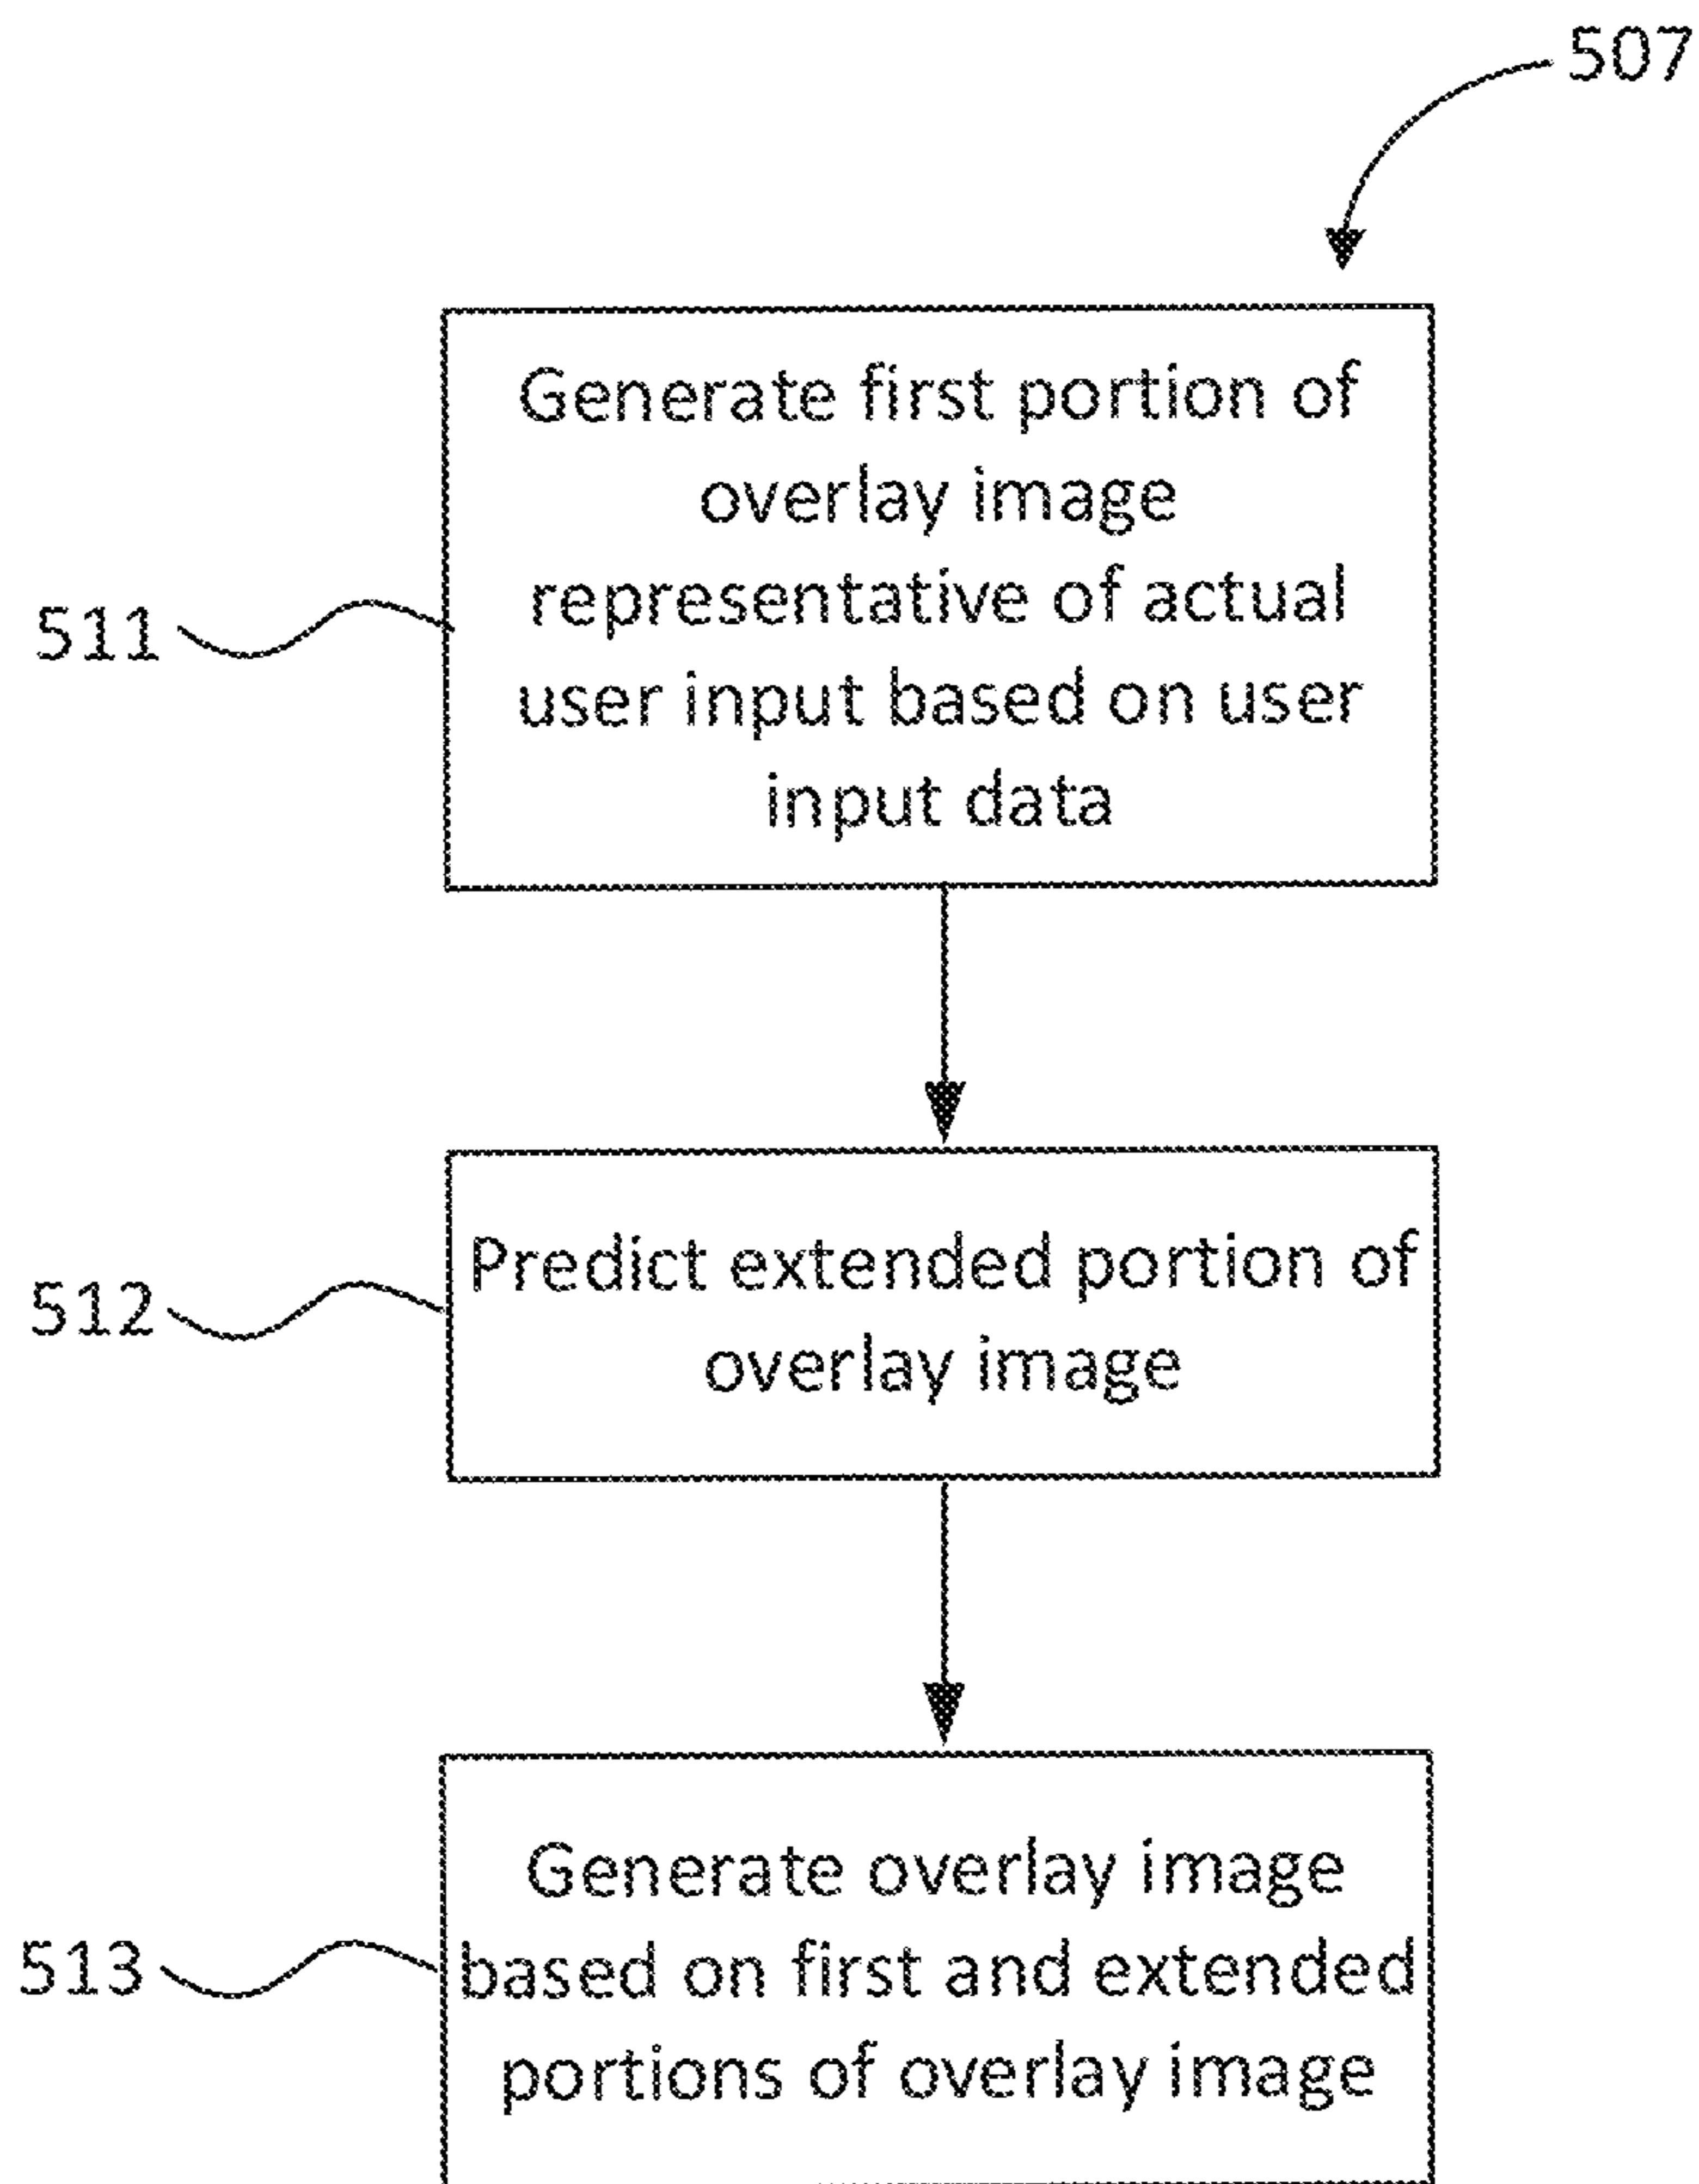 507
Generate first portion of
overlay image
representative of actual
user input based on user
input data
511
Predict extended portion of
overlay image
512
Generate overlay image
based on first and extended
portions of overlay image
513